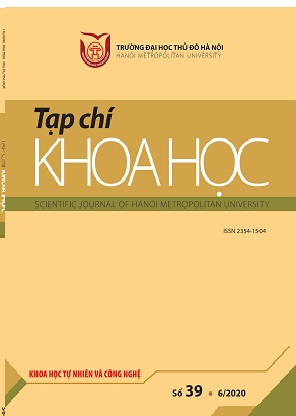 TRƯỜNG ĐẠI HỌC THỦ ĐÔ HÀ NỘI
HANOI METROPOLITAN UNIVERSITY
Tạp chí
KHOA HỌC
SCIENTIFIC JOURNAL OF HANOI METROPOLITAN UNIVERSITY
ISSN 2354-1504
KHOA HỌC TỰ NHIÊN VÀ CÔNG NGHỆ
Số 39 6/2020